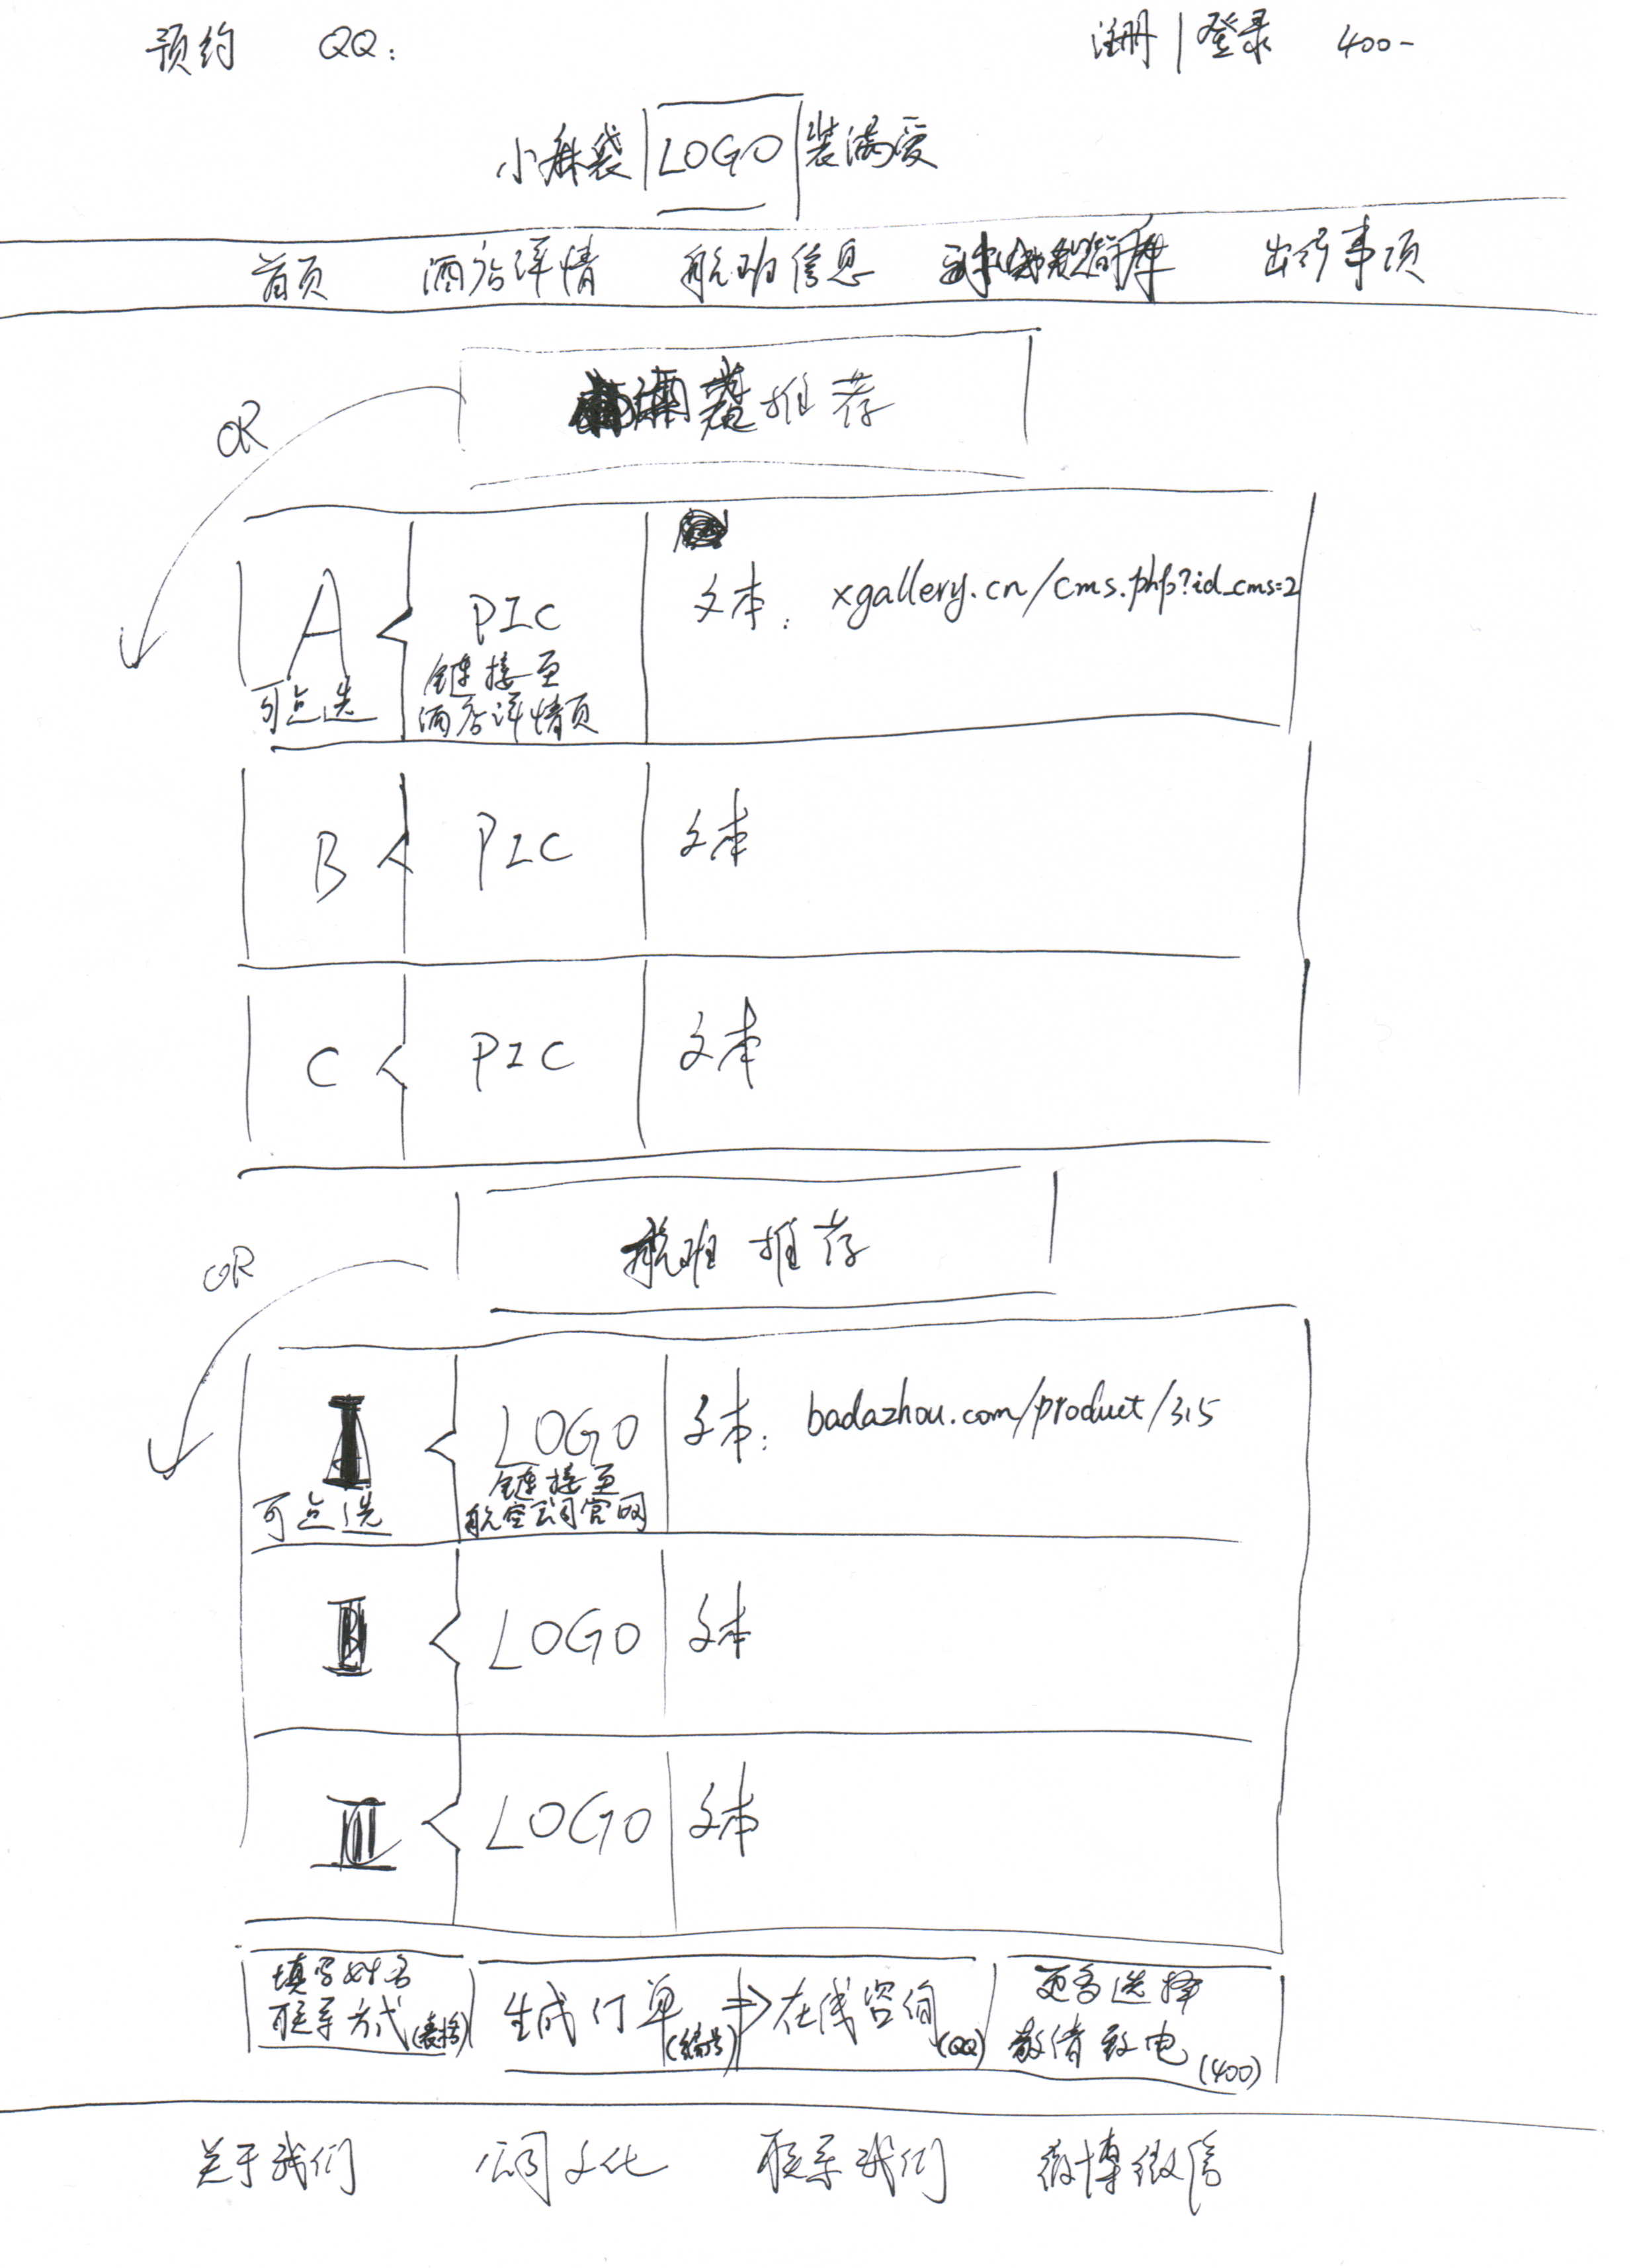 预约 QQ: 注册 | 登录 400-
小麻袋 LOGO 装满爱
首页 酒店详情 航班信息 出行事项
推荐
OR
A
可点选
PIC
链接至
酒店详情页
文本: xgallery.cn/cms.php?id_cms=2
B PIC 文本
C PIC 文本
航班推荐
OR
I
可点选
LOGO
链接至
航空公司官网
文本: badazhou.com/product/315
II LOGO 文本
III LOGO 文本
填写姓名
联系方式(表格)
生成订单(编号) => 在线咨询(QQ)
更多选择
敬请致电(400)
关于我们 公司文化 联系我们 微博微信